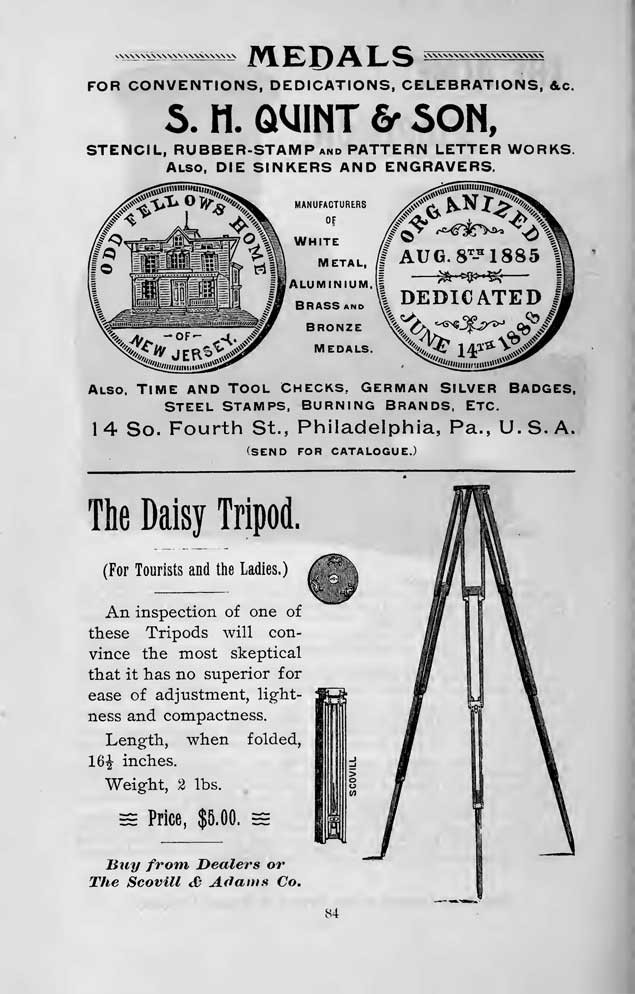 MEDALS
FOR CONVENTIONS, DEDICATIONS, CELEBRATIONS, &c.
S. H. QUINT & SON,
STENCIL, RUBBER-STAMP AND PATTERN LETTER WORKS.
ALSO, DIE SINKERS AND ENGRAVERS.
ODD FELLOWS HOME
—OF—
NEW JERSEY.
MANUFACTURERS
OF
WHITE
METAL,
ALUMINIUM,
BRASS AND
BRONZE
MEDALS.
ORGANIZED
AUG. 8TH 1885
DEDICATED
JUNE 14TH 1888
ALSO, TIME AND TOOL CHECKS, GERMAN SILVER BADGES,
STEEL STAMPS, BURNING BRANDS, ETC.
14 So. Fourth St., Philadelphia, Pa., U. S. A.
(SEND FOR CATALOGUE.)
The Daisy Tripod.
(For Tourists and the Ladies.)
An inspection of one of
these Tripods will con-
vince the most skeptical
that it has no superior for
ease of adjustment, light-
ness and compactness.
Length, when folded,
16½ inches.
Weight, 2 lbs.
Price, $5.00.
Buy from Dealers or
The Scovill & Adams Co.
SCOVILL
84